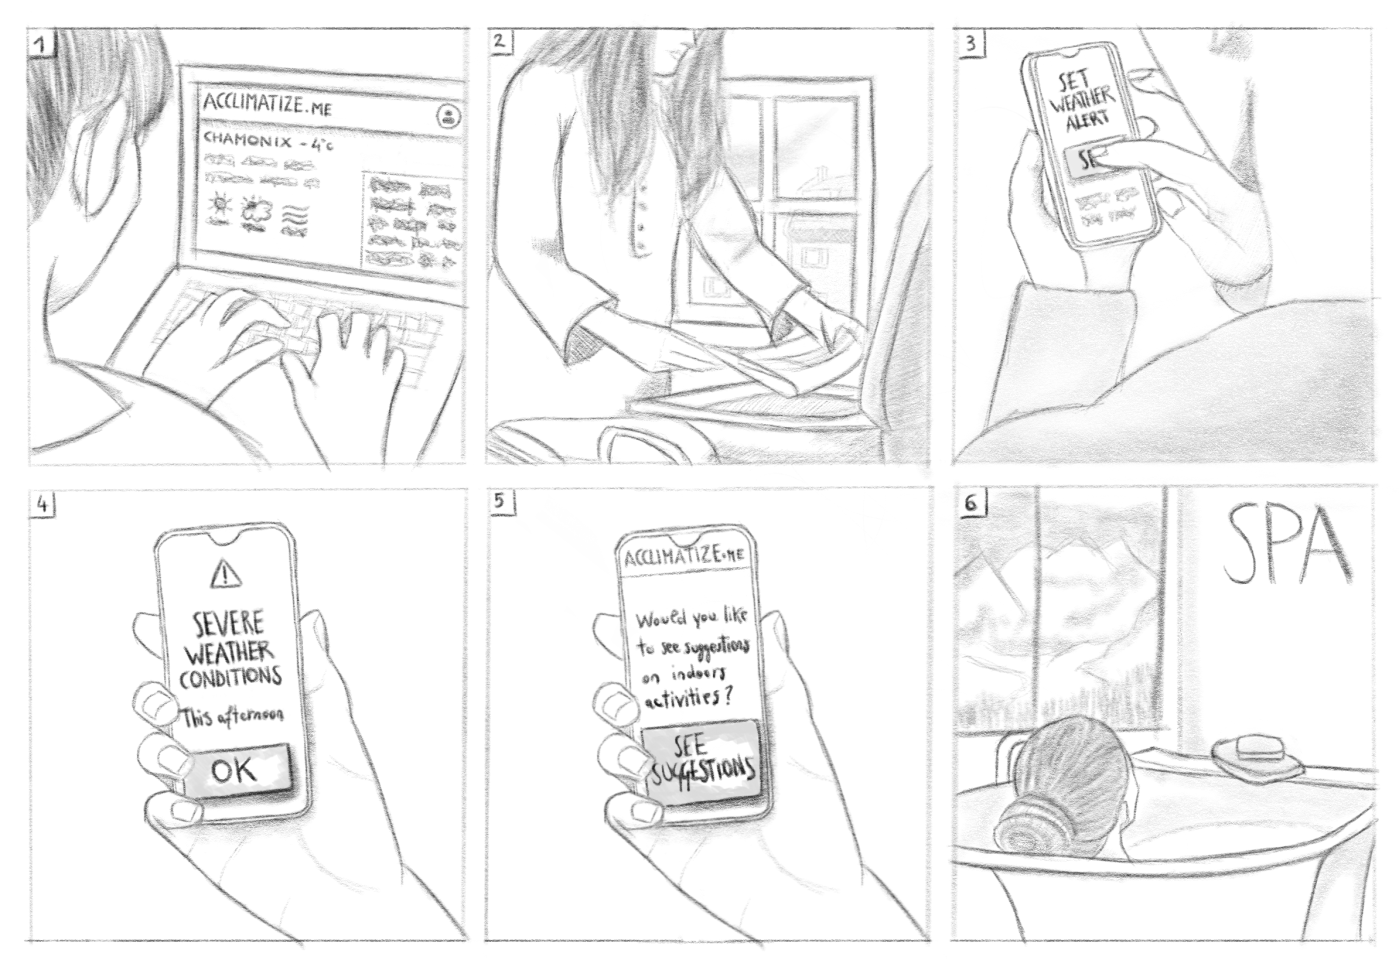 1
ACCLIMATIZE.ME
CHAMONIX - 4°C
2
3
SET
WEATHER
ALERT
4
SEVERE
WEATHER
CONDITIONS
This afternoon
OK
5
ACCLIMATIZE.ME
Would you like
to see suggestions
on indoors
activities?
SEE
SUGGESTIONS
6
SPA